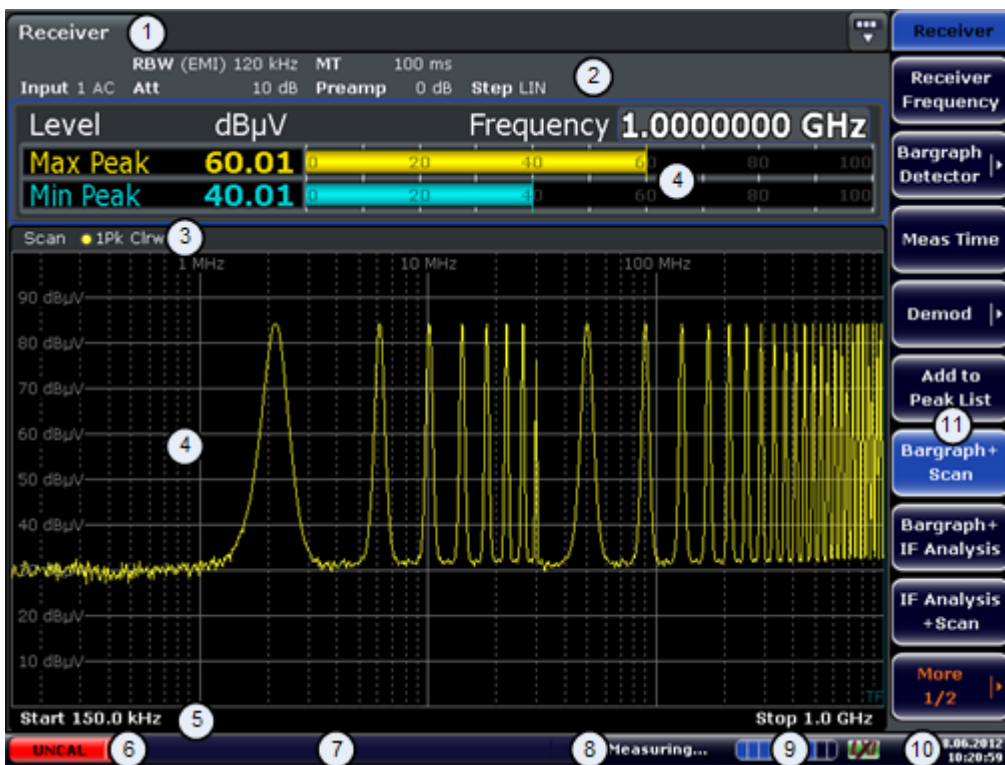 Receiver 1
RBW (EMI) 120 kHz MT 100 ms 2
Input 1 AC Att 10 dB Preamp 0 dB Step LIN
Level dBµV Frequency 1.0000000 GHz
Max Peak 60.01 0 20 40 60 80 100
4
Min Peak 40.01 0 20 40 60 80 100
Scan 1Pk Clrw 3
1 MHz 10 MHz 100 MHz
90 dBµV
80 dBµV
70 dBµV
60 dBµV
4
50 dBµV
40 dBµV
20 dBµV
10 dBµV
TF
Start 150.0 kHz 5 Stop 1.0 GHz
UNCAL 6 7 8 Measuring... 9 LXI 10 .06.2012
10:20:59
Receiver
Receiver
Frequency
Bargraph
Detector
Meas Time
Demod
Add to
Peak List
11
Bargraph+
Scan
Bargraph+
IF Analysis
IF Analysis
+Scan
More
1/2